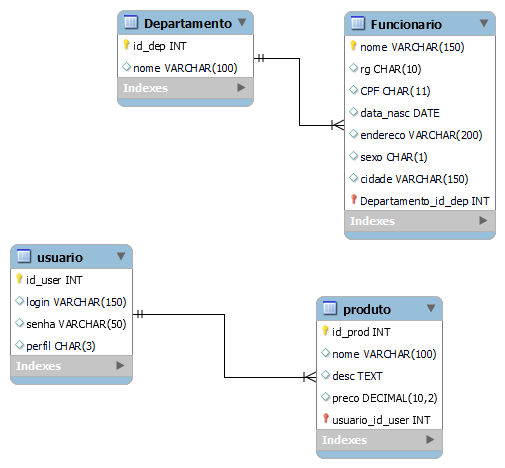 Departamento
id_dep INT
nome VARCHAR(100)
Indexes
Funcionario
nome VARCHAR(150)
rg CHAR(10)
CPF CHAR(11)
data_nasc DATE
endereco VARCHAR(200)
sexo CHAR(1)
cidade VARCHAR(150)
Departamento_id_dep INT
Indexes
usuario
id_user INT
login VARCHAR(150)
senha VARCHAR(50)
perfil CHAR(3)
Indexes
produto
id_prod INT
nome VARCHAR(100)
desc TEXT
preco DECIMAL(10,2)
usuario_id_user INT
Indexes